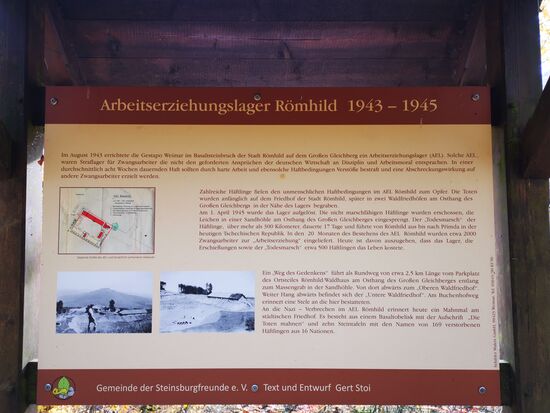 Arbeitserziehungslager Römhild 1943 – 1945
Im August 1943 errichtete die Gestapo Weimar im Basaltsteinbruch der Stadt Römhild auf dem Großen Gleichberg ein Arbeitserziehungslager (AEL). Solche AEL,
waren Straflager für Zwangsarbeiter die nicht den geforderten Ansprüchen der deutschen Wirtschaft an Disziplin und Arbeitsmoral entsprachen. In einer
durchschnittlich acht Wochen dauernden Haft sollten durch harte Arbeit und ebensolche Haftbedingungen Verstöße bestraft und eine Abschreckungswirkung auf
andere Zwangsarbeiter erzielt werden.
Zahlreiche Häftlinge fielen den unmenschlichen Haftbedingungen im AEL Römhild zum Opfer. Die Toten
wurden anfänglich auf dem Friedhof der Stadt Römhild, später in zwei Waldfriedhöfen am Osthang des
Großen Gleichbergs in der Nähe des Lagers begraben.
Am 1. April 1945 wurde das Lager aufgelöst. Die nicht marschfähigen Häftlinge wurden erschossen, die
Leichen in einer Sandhöhle am Osthang des Großen Gleichberges eingesprengt. Der „Todesmarsch" der
Häftlinge, über mehr als 300 Kilometer, dauerte 17 Tage und führte von Römhild aus bis nach Primda in der
heutigen Tschechischen Republik. In den 20 Monaten des Bestehens des AEL Römhild wurden etwa 2000
Zwangsarbeiter zur „Arbeitserziehung" eingeliefert. Heute ist davon auszugehen, dass das Lager, die
Erschießungen sowie der „Todesmarsch" etwa 500 Häftlingen das Leben kostete.
Ein „Weg des Gedenkens" führt als Rundweg von etwa 2,5 km Länge vom Parkplatz
des Ortsteiles Römhild/Waldhaus am Osthang des Großen Gleichberges entlang
zum Massengrab in der Sandhöhle. Von dort abwärts zum „Oberen Waldfriedhof".
Weiter Hang abwärts befindet sich der „Untere Waldfriedhof". Am Buchenhofweg
erinnert eine Stele an die hier bestatteten.
An die Nazi – Verbrechen im AEL Römhild erinnert heute ein Mahnmal am
städtischen Friedhof. Es besteht aus einem Basaltobelisk mit der Aufschrift „Die
Toten mahnen" und zehn Steintafeln mit den Namen von 169 verstorbenen
Häftlingen aus 16 Nationen.
Gemeinde der Steinsburgfreunde e. V. Text und Entwurf Gert Stoi